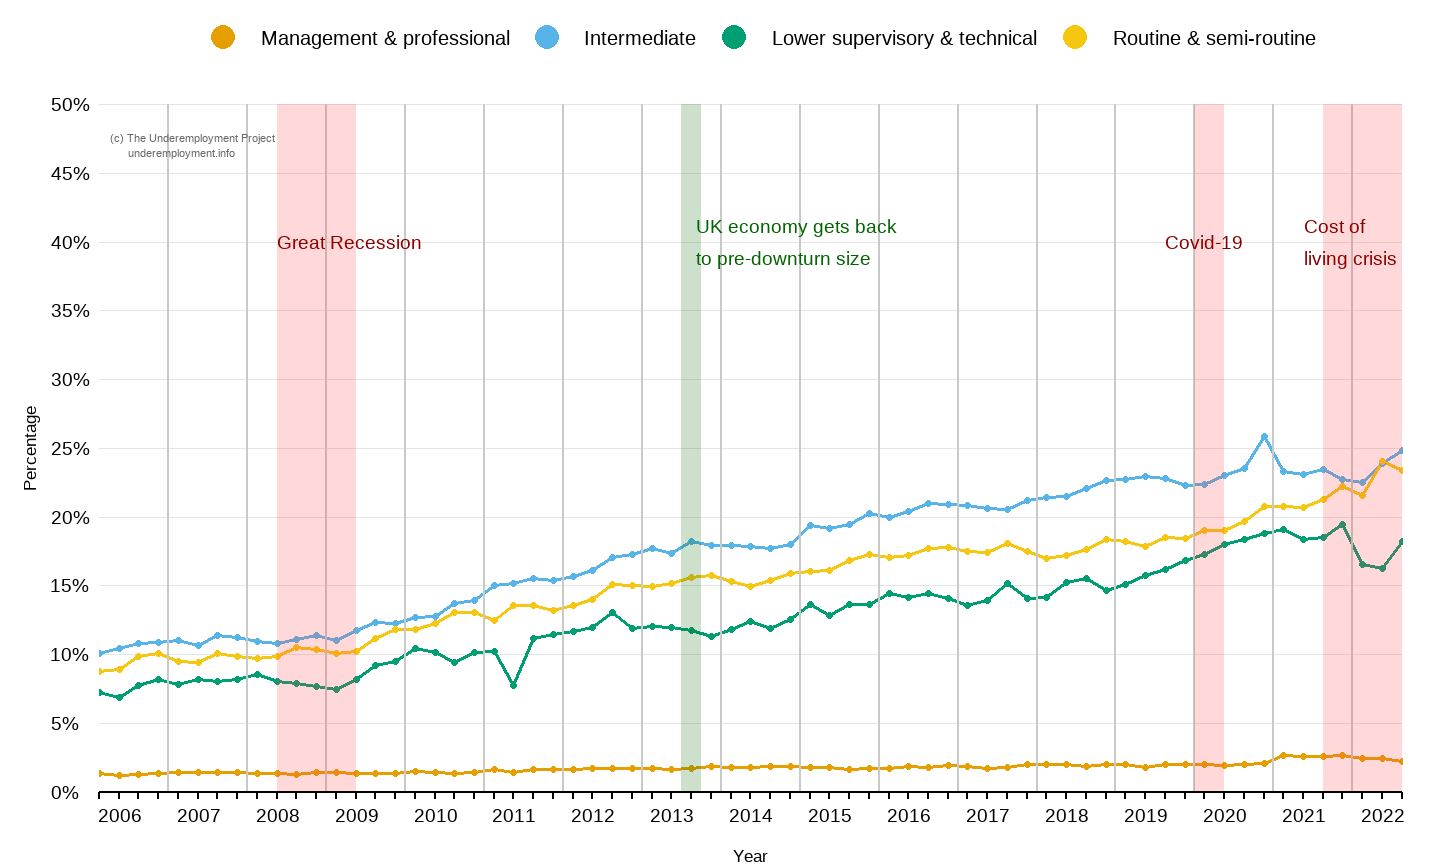 Management & professional
Intermediate
Lower supervisory & technical
Routine & semi-routine
50%
(c) The Underemployment Project
underemployment.info
45%
UK economy gets back
to pre-downturn size
Cost of
living crisis
Great Recession
Covid-19
40%
35%
30%
25%
20%
15%
10%
5%
0%
Percentage
2006
2007
2008
2009
2010
2011
2012
2013
2014
2015
2016
2017
2018
2019
2020
2021
2022
Year